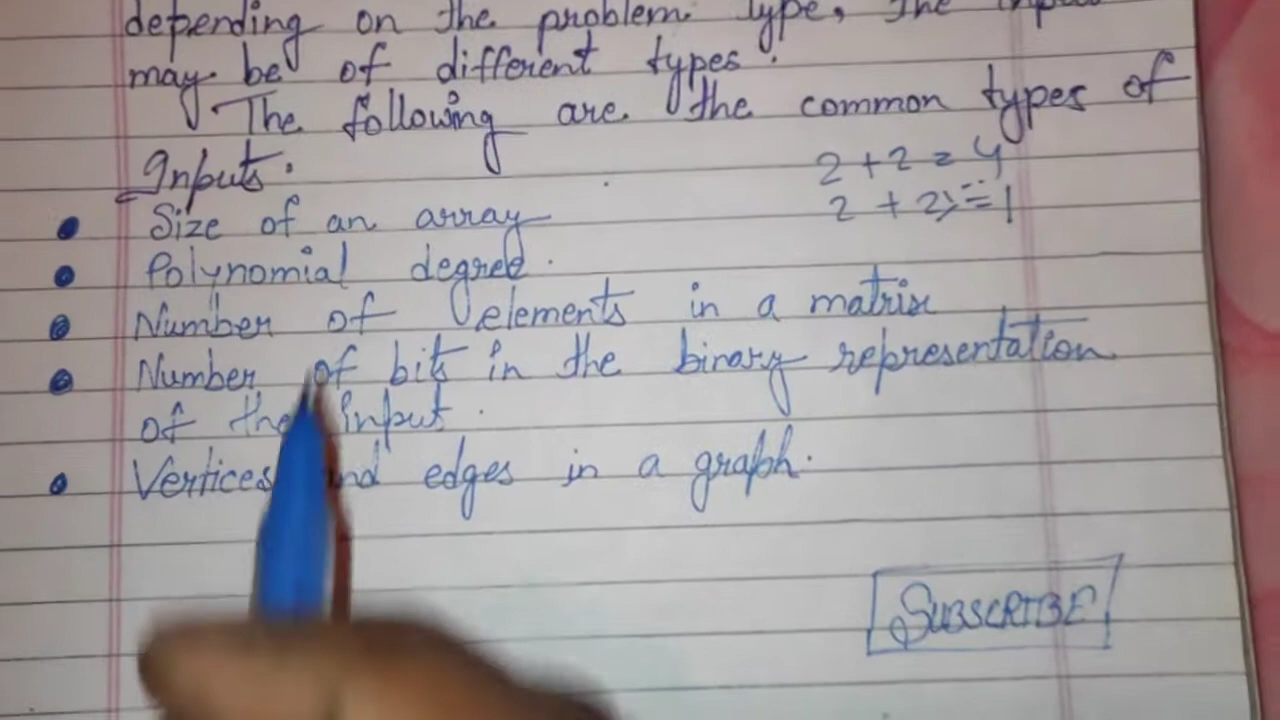 depending on the problem type, The input
may be of different types.
The following are the common types of
Inputs.
2 + 2 = 4
2 + 2
Size of an array
Polynomial degree.
Number of elements in a matrix
Number of bits in the binary representation
of the input.
Vertices and edges in a graph.
SUBSCRIBE